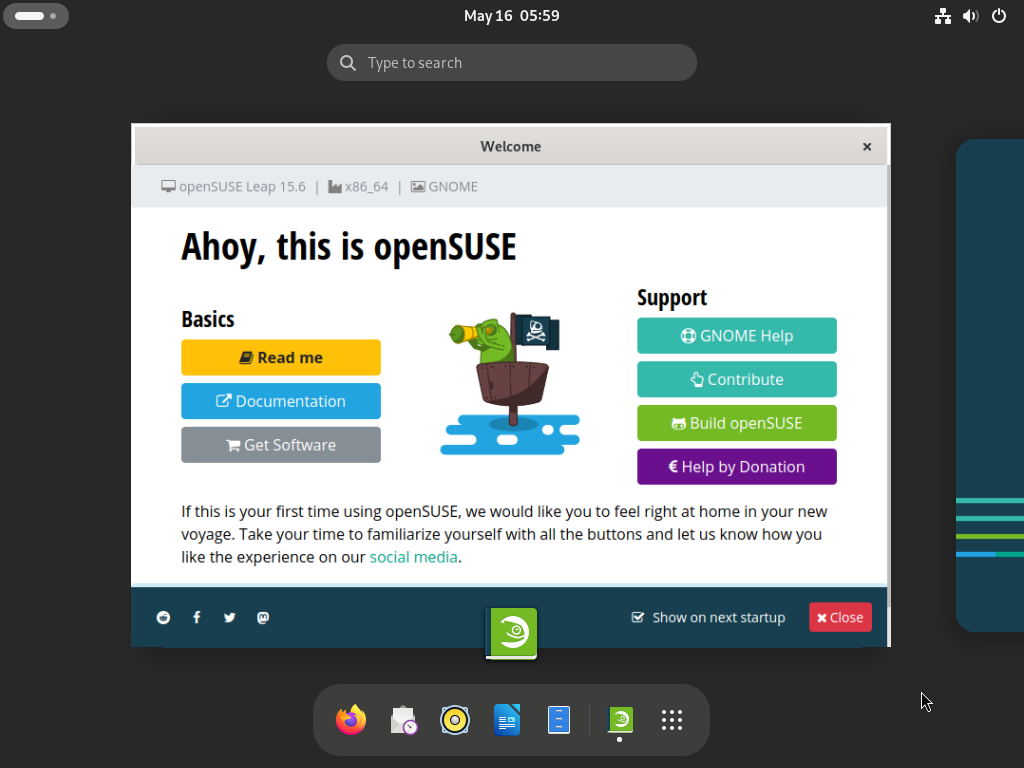 May 16 05:59
Type to search
Welcome
openSUSE Leap 15.6 | x86_64 | GNOME
Ahoy, this is openSUSE
Basics
Read me
Documentation
Get Software
Support
GNOME Help
Contribute
Build openSUSE
€ Help by Donation
If this is your first time using openSUSE, we would like you to feel right at home in your new
voyage. Take your time to familiarize yourself with all the buttons and let us know how you
like the experience on our social media.
Show on next startup
Close